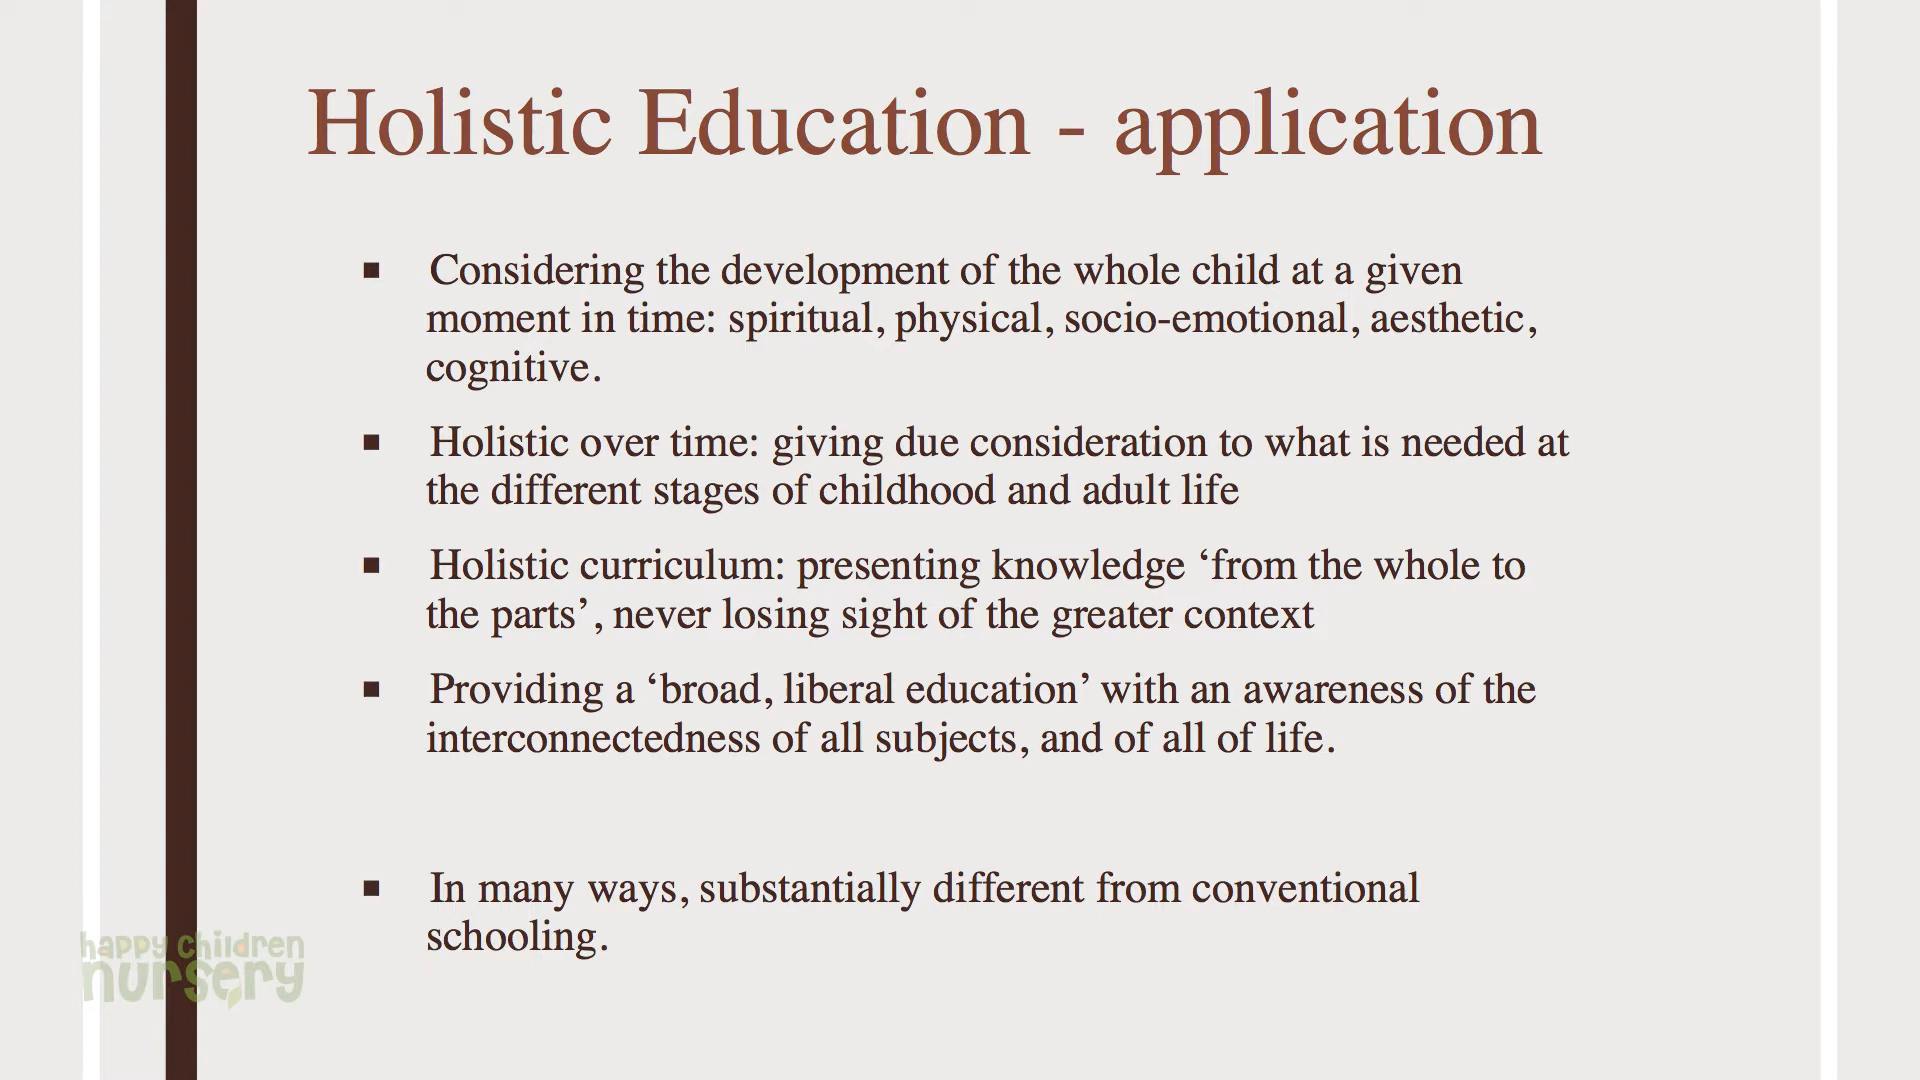 Holistic Education - application
▪ Considering the development of the whole child at a given
moment in time: spiritual, physical, socio-emotional, aesthetic,
cognitive.
▪ Holistic over time: giving due consideration to what is needed at
the different stages of childhood and adult life
▪ Holistic curriculum: presenting knowledge ‘from the whole to
the parts’, never losing sight of the greater context
▪ Providing a ‘broad, liberal education’ with an awareness of the
interconnectedness of all subjects, and of all of life.
▪ In many ways, substantially different from conventional
schooling.
happy children
nursery